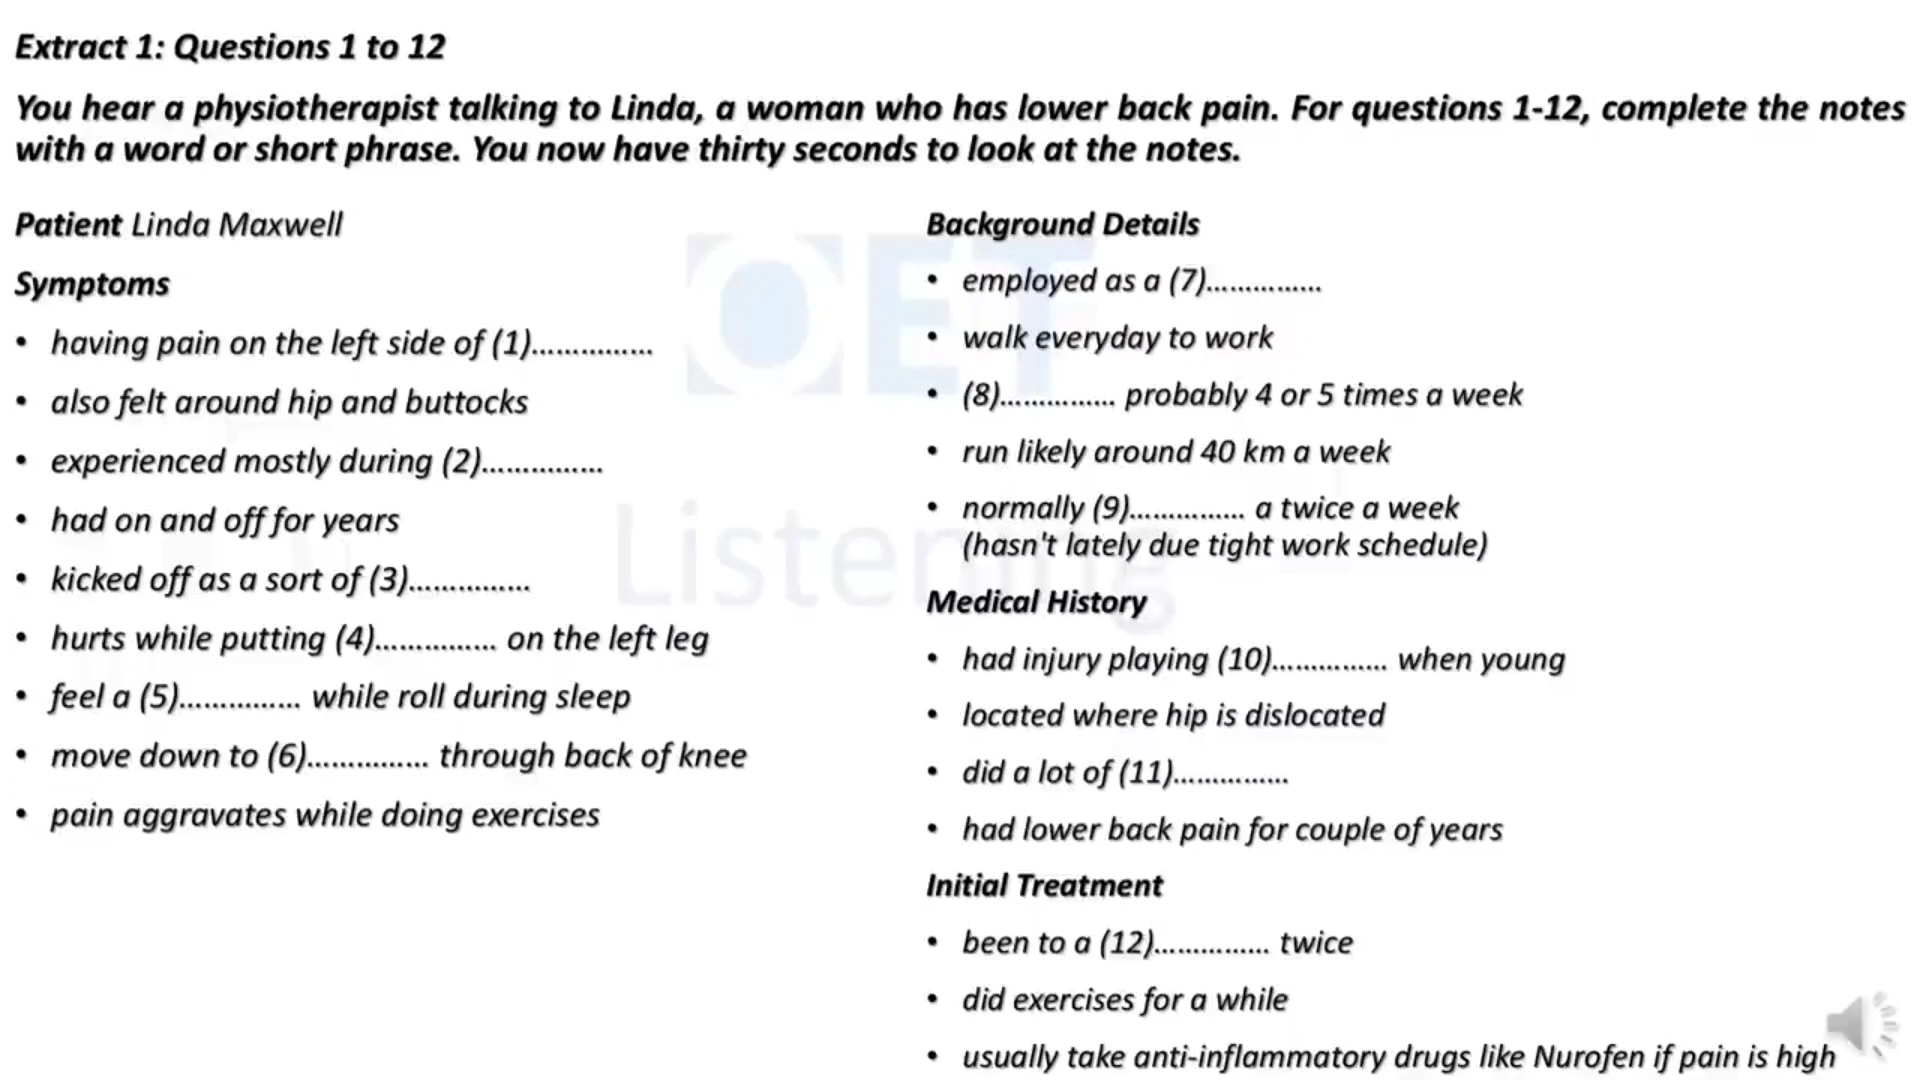 Extract 1: Questions 1 to 12
You hear a physiotherapist talking to Linda, a woman who has lower back pain. For questions 1-12, complete the notes
with a word or short phrase. You now have thirty seconds to look at the notes.
Patient Linda Maxwell
Symptoms
• having pain on the left side of (1)……………
• also felt around hip and buttocks
• experienced mostly during (2)……………
• had on and off for years
• kicked off as a sort of (3)……………
• hurts while putting (4)…………… on the left leg
• feel a (5)…………… while roll during sleep
• move down to (6)…………… through back of knee
• pain aggravates while doing exercises
Background Details
• employed as a (7)……………
• walk everyday to work
• (8)…………… probably 4 or 5 times a week
• run likely around 40 km a week
• normally (9)…………… a twice a week
(hasn't lately due tight work schedule)
Medical History
• had injury playing (10)…………… when young
• located where hip is dislocated
• did a lot of (11)……………
• had lower back pain for couple of years
Initial Treatment
• been to a (12)…………… twice
• did exercises for a while
• usually take anti-inflammatory drugs like Nurofen if pain is high
OET
Listening